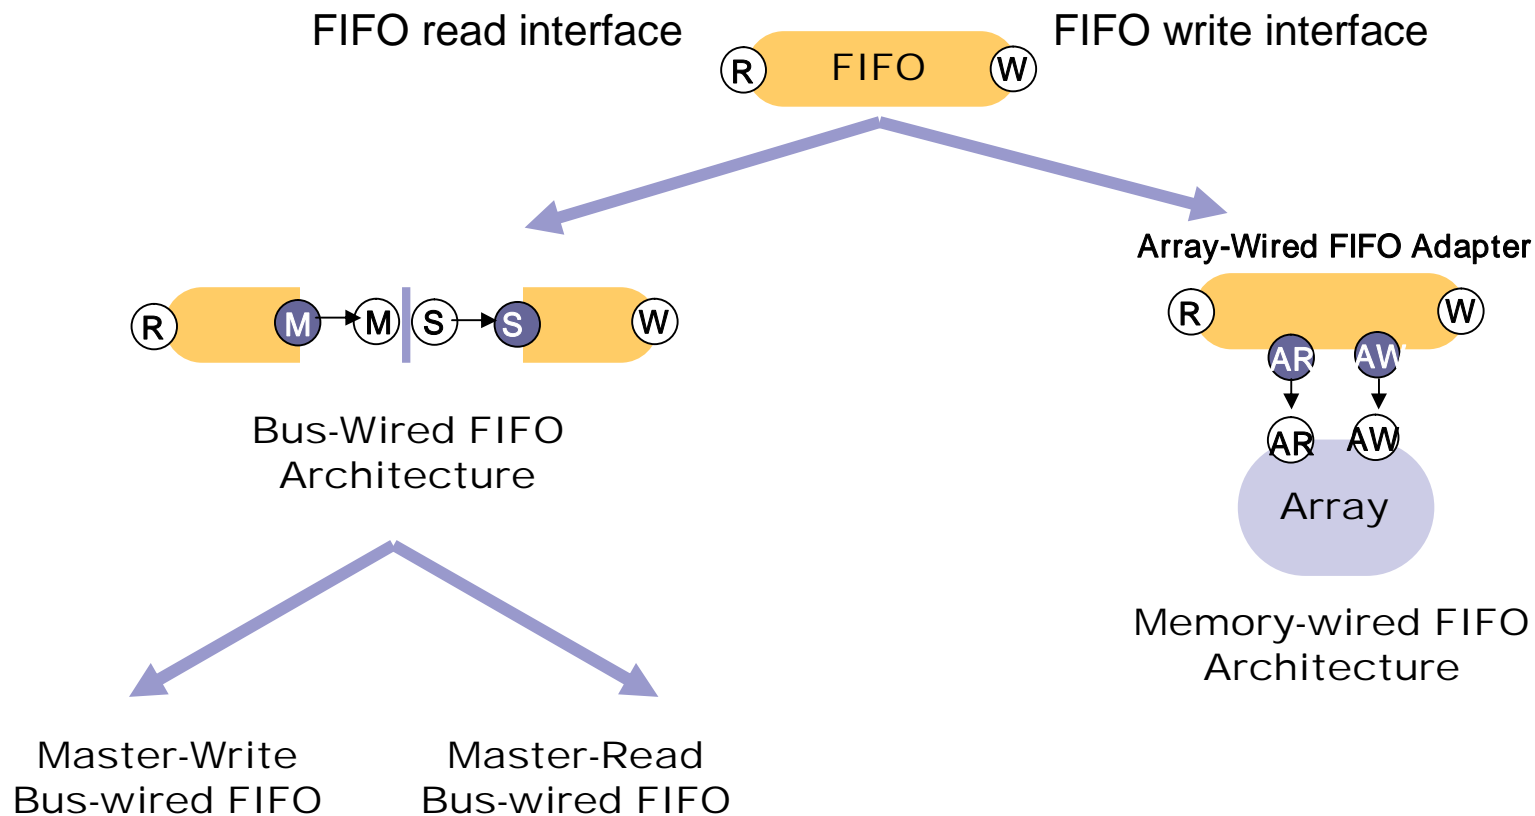 FIFO read interface
FIFO write interface
R
FIFO
W
Array-Wired FIFO Adapter
R
M
M
S
S
W
R
W
AR
AW
AR
AW
Array
Bus-Wired FIFO
Architecture
Memory-wired FIFO
Architecture
Master-Write
Bus-wired FIFO
Master-Read
Bus-wired FIFO